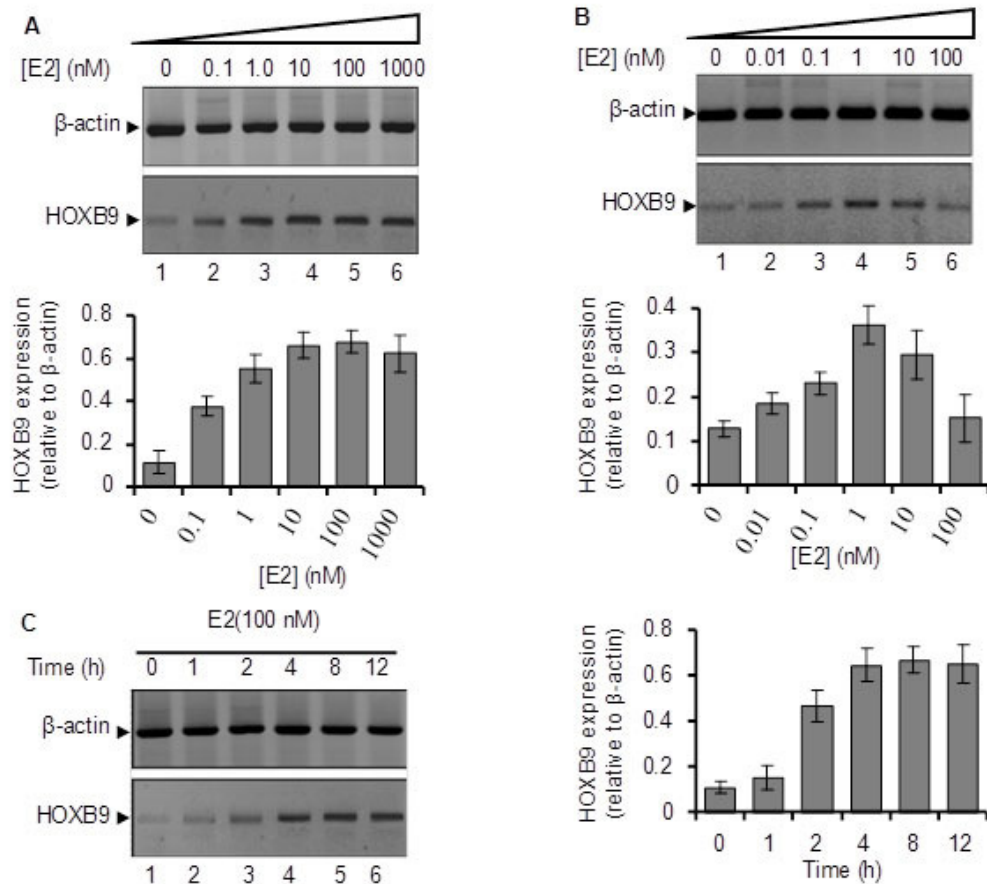 A
[E2] (nM) 0 0.1 1.0 10 100 1000
β-actin
HOXB9
1 2 3 4 5 6
HOXB9 expression
(relative to β-actin)
0.8
0.6
0.4
0.2
0
0 0.1 1 10 100 1000
[E2] (nM)
B
[E2] (nM) 0 0.01 0.1 1 10 100
β-actin
HOXB9
1 2 3 4 5 6
HOXB9 expression
(relative to β-actin)
0.4
0.3
0.2
0.1
0
0 0.01 0.1 1 10 100
[E2] (nM)
C
E2(100 nM)
Time (h) 0 1 2 4 8 12
β-actin
HOXB9
1 2 3 4 5 6
HOXB9 expression
(relative to β-actin)
0.8
0.6
0.4
0.2
0
0 1 2 4 8 12
Time (h)